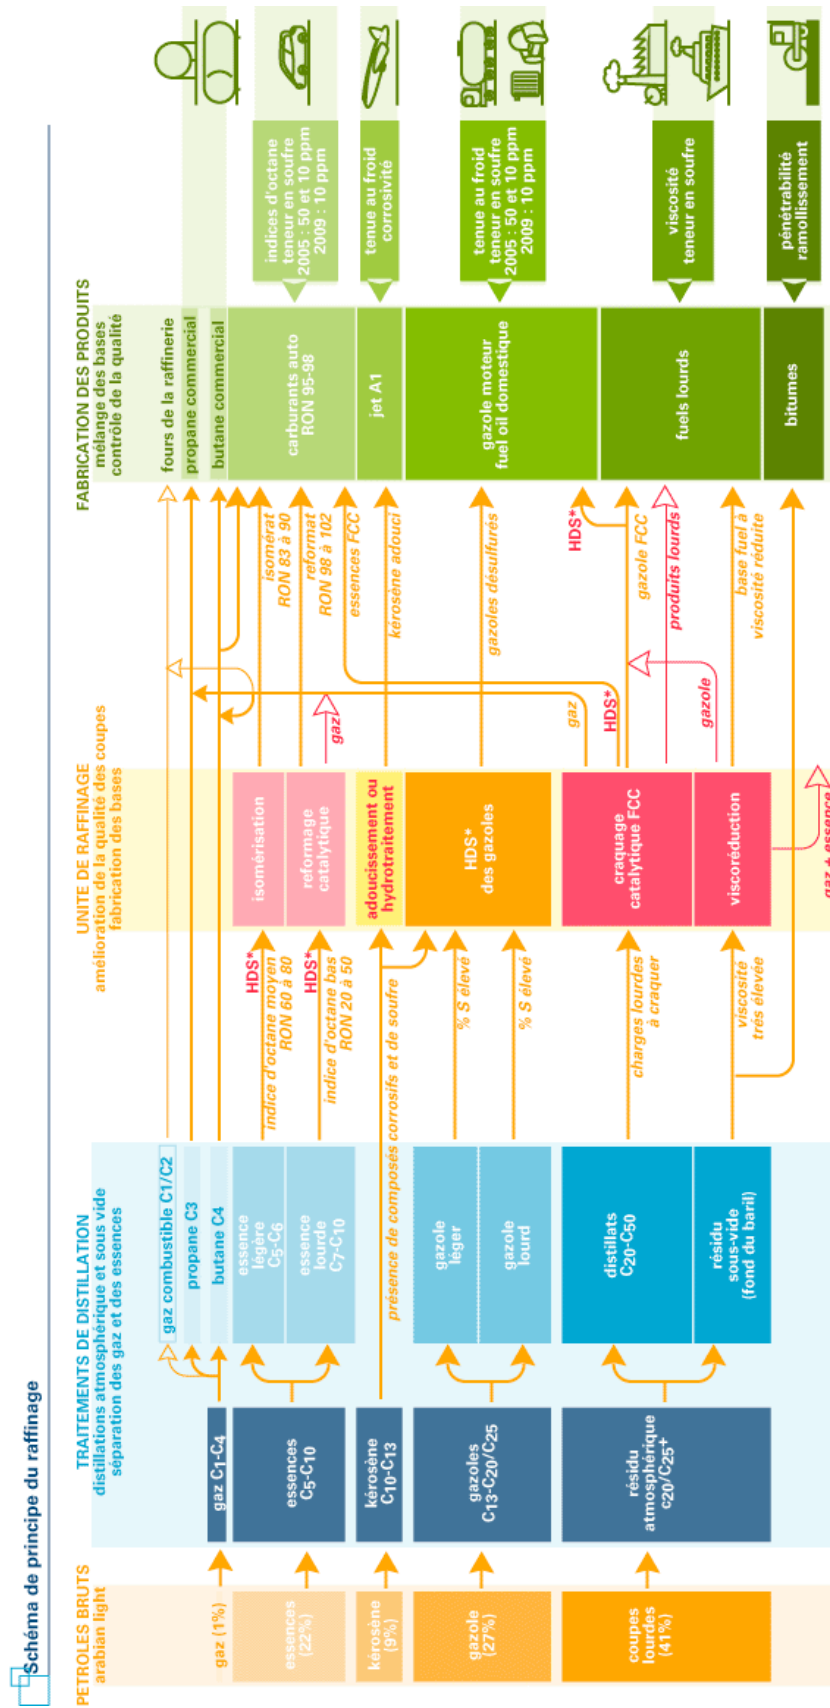 Schéma de principe du raffinage
PETROLES BRUTS
arabian light
gaz (1%)
essences
(22%)
kérosène
(9%)
gazole
(27%)
coupes
lourdes
(41%)
TRAITEMENTS DE DISTILLATION
distillations atmosphérique et sous vide
séparation des gaz et des essences
gaz C1-C4
essences
C5-C10
kérosène
C10-C13
gazoles
C13-C20/C25
résidu
atmosphérique
c20/C25+
gaz combustible C1/C2
propane C3
butane C4
essence
légère
C5-C6
essence
lourde
C7-C10
gazole
léger
gazole
lourd
distillats
C20-C50
résidu
sous-vide
(fond du baril)
HDS*
indice d'octane moyen
RON 60 à 80
HDS*
indice d'octane bas
RON 20 à 50
présence de composés corrosifs et de soufre
% S élevé
% S élevé
charges lourdes
à craquer
viscosité
trés élevée
UNITE DE RAFFINAGE
amélioration de la qualité des coupes
fabrication des bases
isomérisation
reformage
catalytique
adoucissement ou
hydrotraitement
HDS*
des gazoles
craquage
catalytique FCC
viscoréduction
gaz + essence
gaz
gaz
HDS*
gazole
isomérat
RON 83 à 90
reformat
RON 98 à 102
essences FCC
kérosène adouci
gazoles désulfurés
HDS*
gazole FCC
produits lourds
base fuel à
viscosité réduite
FABRICATION DES PRODUITS
mélange des bases
contrôle de la qualité
fours de la raffinerie
propane commercial
butane commercial
carburants auto
RON 95-98
jet A1
gazole moteur
fuel oil domestique
fuels lourds
bitumes
indices d'octane
teneur en soufre
2005 : 50 et 10 ppm
2009 : 10 ppm
tenue au froid
corrosivité
tenue au froid
teneur en soufre
2005 : 50 et 10 ppm
2009 : 10 ppm
viscosité
teneur en soufre
pénétrabilité
ramollissement